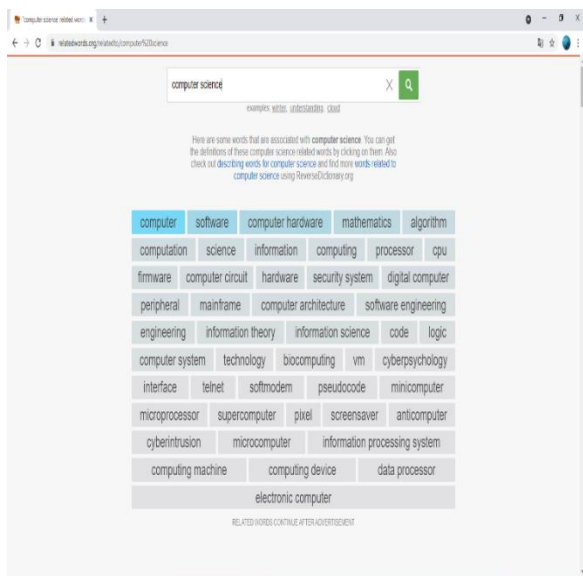 "computer science related words
relatedwords.org/relatedto/computer%20science
computer science
examples: winter, understanding, cloud
Here are some words that are associated with computer science. You can get
the definitions of these computer science related words by clicking on them. Also
check out describing words for computer science and find more words related to
computer science using ReverseDictionary.org
computer software computer hardware mathematics algorithm
computation science information computing processor cpu
firmware computer circuit hardware security system digital computer
peripheral mainframe computer architecture software engineering
engineering information theory information science code logic
computer system technology biocomputing vm cyberpsychology
interface telnet softmodem pseudocode minicomputer
microprocessor supercomputer pixel screensaver anticomputer
cyberintrusion microcomputer information processing system
computing machine computing device data processor
electronic computer
RELATED WORDS CONTINUE AFTER ADVERTISEMENT